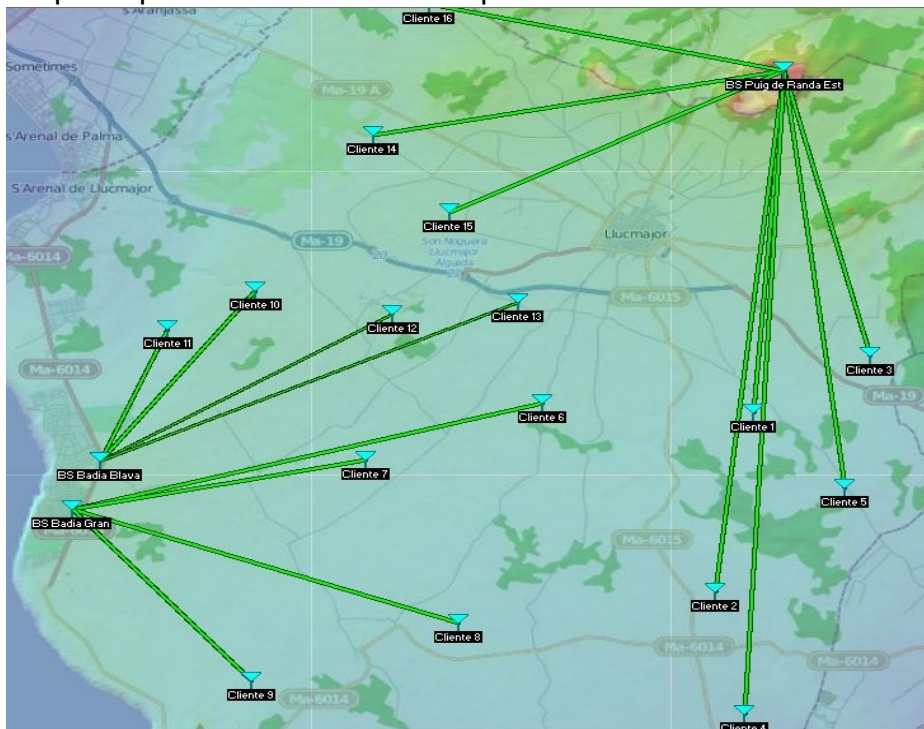 s'Aranjassa
Cliente 16
Sometimes
BS Puig de Randa Est
Ma-19 A
s'Arenal de Palma
Cliente 14
S'Arenal de Llucmajor
Cliente 15
Llucmajor
Ma-19
Son Noguera
Llucmajor
Algaida
Ma-6014
20
22
Ma-6015
Cliente 10
Cliente 12
Cliente 13
Cliente 11
Cliente 3
Ma-6014
Ma-19
Cliente 6
Cliente 1
Cliente 7
BS Badia Blava
Cliente 5
BS Badia Gran
Ma-6015
Cliente 2
Cliente 8
Ma-6014
Ma-6014
Cliente 9
Ma-6014
Cliente 4